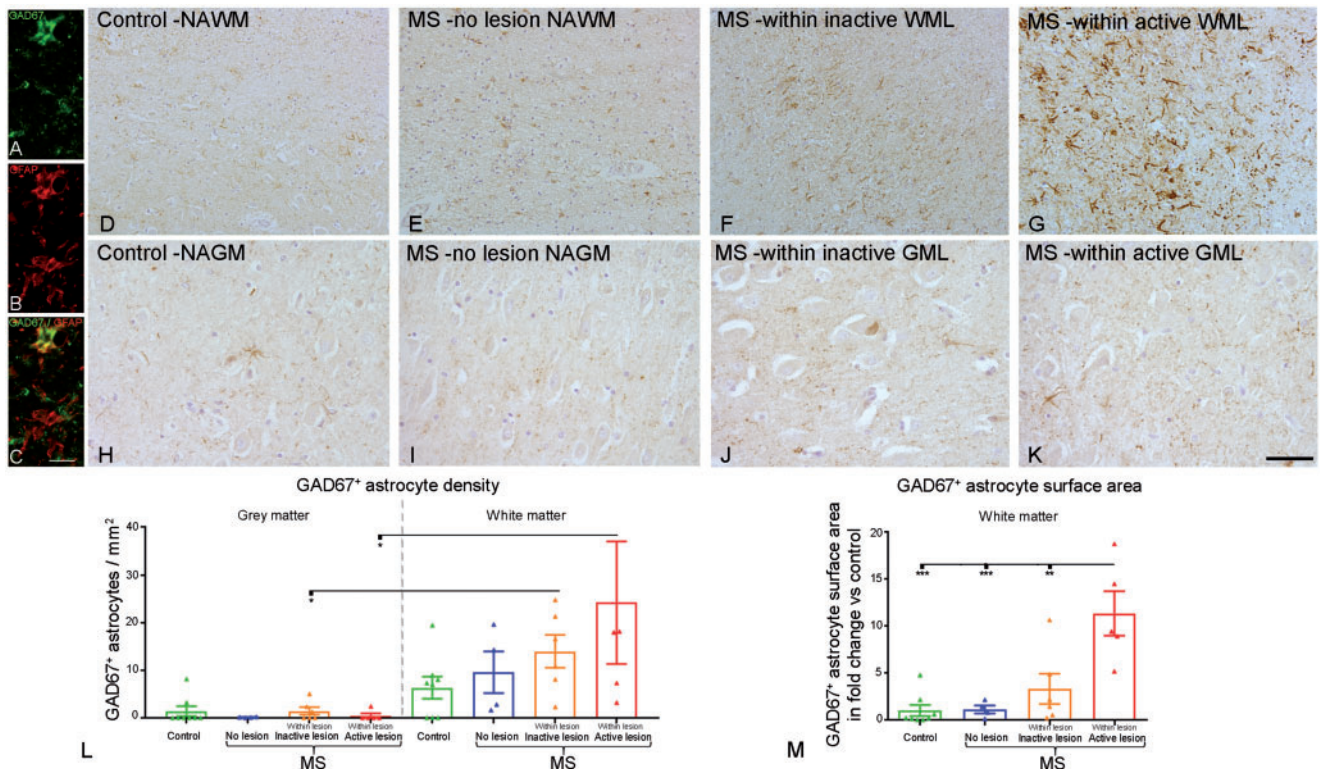 GAD67
A
GFAP
B
GAD67 / GFAP
C
Control -NAWM
D
MS -no lesion NAWM
E
MS -within inactive WML
F
MS -within active WML
G
Control -NAGM
H
MS -no lesion NAGM
I
MS -within inactive GML
J
MS -within active GML
K
GAD67+ astrocyte density
Grey matter
White matter
GAD67+ astrocytes / mm2
40
30
20
10
0
*
*
Control
No lesion
Within lesion
Inactive lesion
Within lesion
Active lesion
MS
Control
No lesion
Within lesion
Inactive lesion
Within lesion
Active lesion
MS
L
GAD67+ astrocyte surface area
White matter
GAD67+ astrocyte surface area
in fold change vs control
20
15
10
5
0
***
***
**
Control
No lesion
Within lesion
Inactive lesion
Within lesion
Active lesion
MS
M